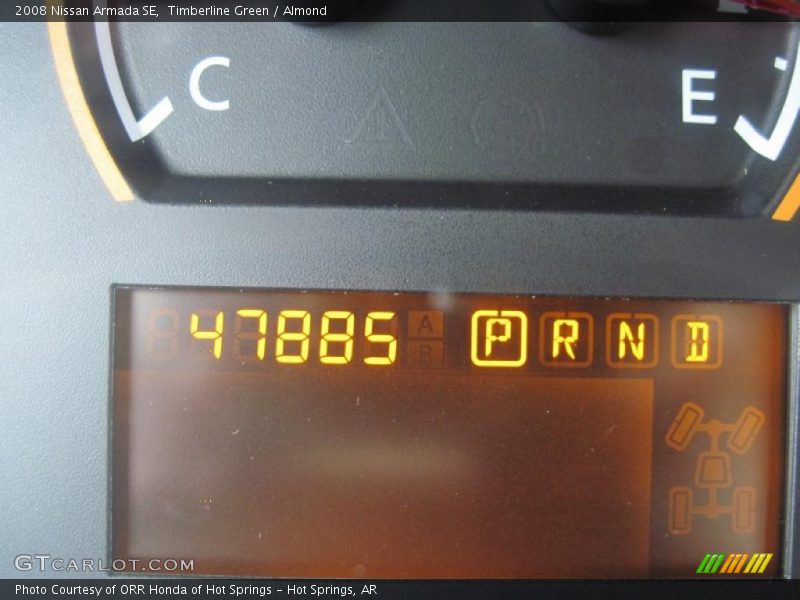 2008 Nissan Armada SE, Timberline Green / Almond
C E
47885 A P R N D
B
GTCARLOT.COM
Photo Courtesy of ORR Honda of Hot Springs - Hot Springs, AR